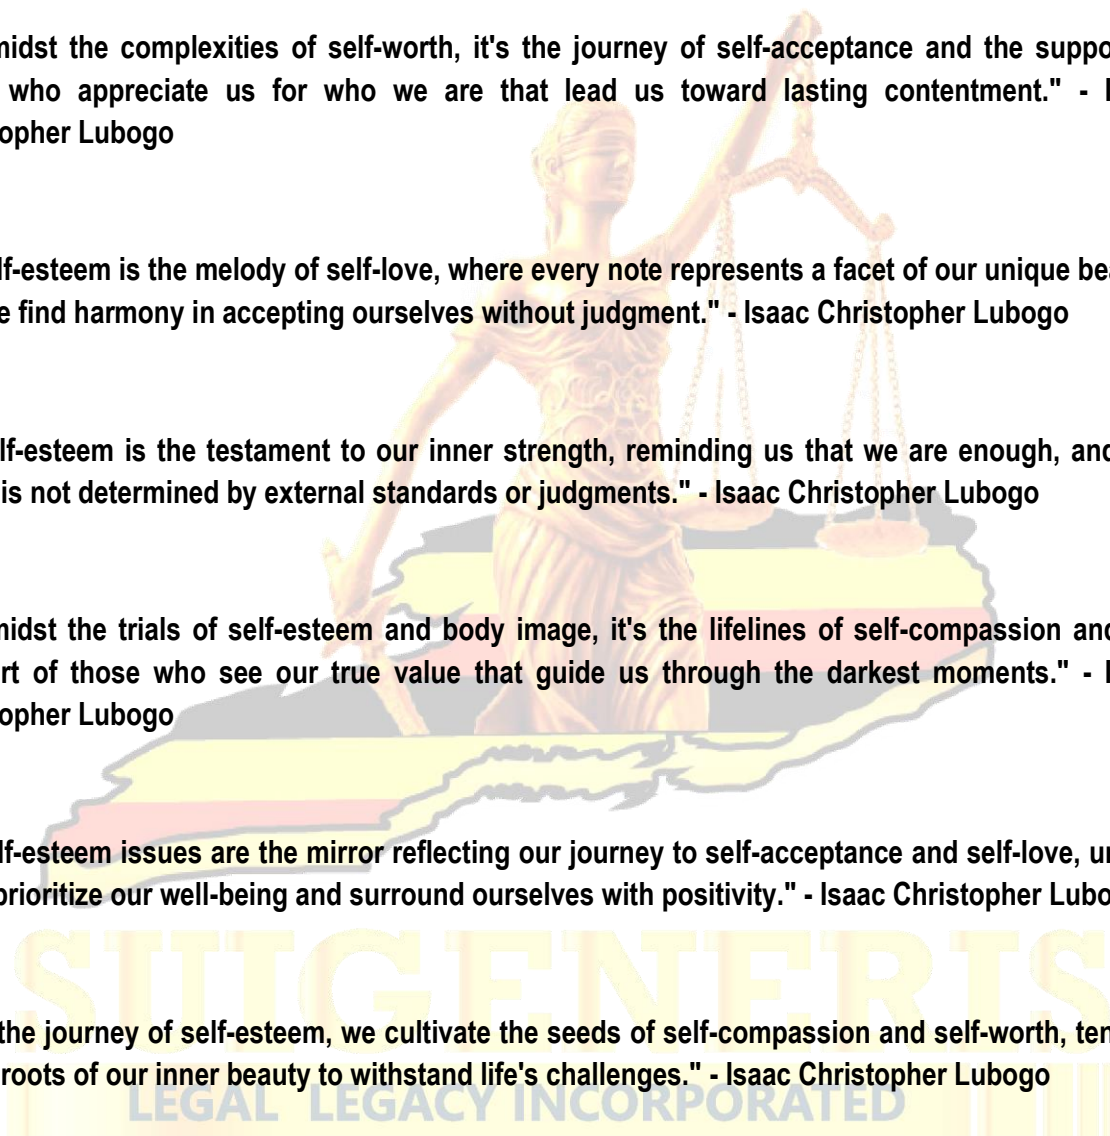 midst the complexities of self-worth, it's the journey of self-acceptance and the suppo
who appreciate us for who we are that lead us toward lasting contentment." -
opher Lubogo
lf-esteem is the melody of self-love, where every note represents a facet of our unique bea
e find harmony in accepting ourselves without judgment." - Isaac Christopher Lubogo
lf-esteem is the testament to our inner strength, reminding us that we are enough, and
is not determined by external standards or judgments." - Isaac Christopher Lubogo
midst the trials of self-esteem and body image, it's the lifelines of self-compassion and
rt of those who see our true value that guide us through the darkest moments." -
opher Lubogo
lf-esteem issues are the mirror reflecting our journey to self-acceptance and self-love, ur
prioritize our well-being and surround ourselves with positivity." - Isaac Christopher Lubo
SUIGENERIS
the journey of self-esteem, we cultivate the seeds of self-compassion and self-worth, ten
roots of our inner beauty to withstand life's challenges." - Isaac Christopher Lubogo
LEGAL LEGACY INCORPORATED